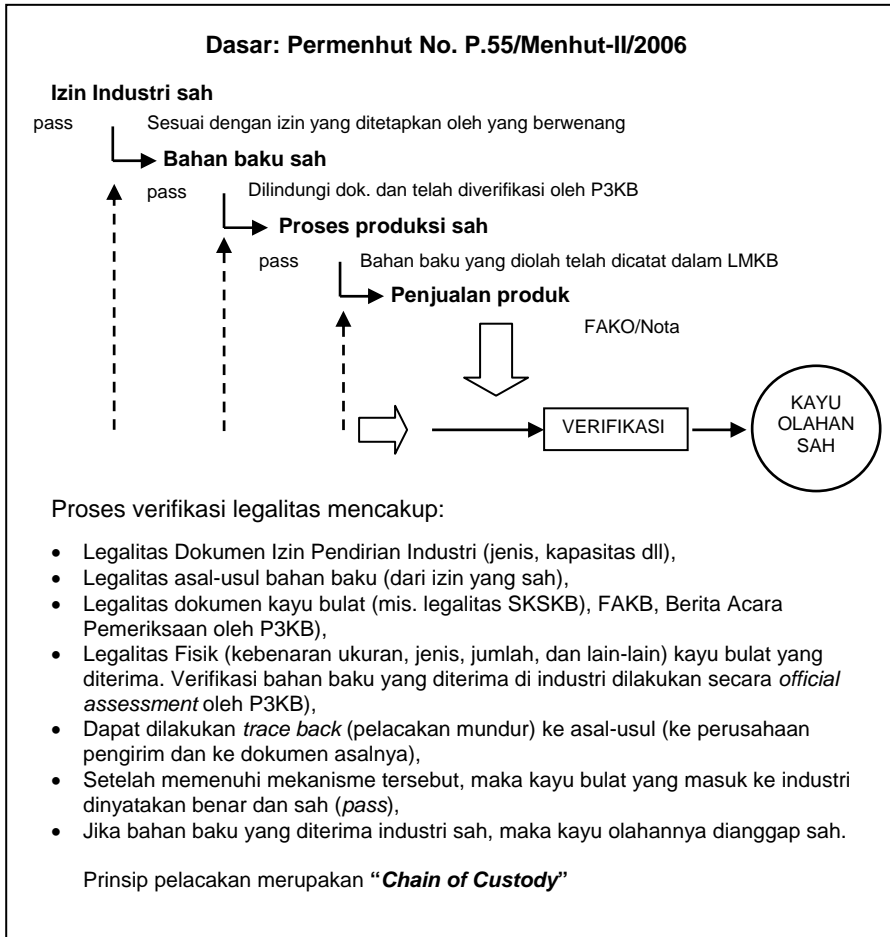 Dasar: Permenhut No. P.55/Menhut-II/2006
Izin Industri sah
pass Sesuai dengan izin yang ditetapkan oleh yang berwenang
Bahan baku sah
pass Dilindungi dok. dan telah diverifikasi oleh P3KB
Proses produksi sah
pass Bahan baku yang diolah telah dicatat dalam LMKB
Penjualan produk
FAKO/Nota
VERIFIKASI
KAYU
OLAHAN
SAH
Proses verifikasi legalitas mencakup:
• Legalitas Dokumen Izin Pendirian Industri (jenis, kapasitas dll),
• Legalitas asal-usul bahan baku (dari izin yang sah),
• Legalitas dokumen kayu bulat (mis. legalitas SKSKB), FAKB, Berita Acara
Pemeriksaan oleh P3KB),
• Legalitas Fisik (kebenaran ukuran, jenis, jumlah, dan lain-lain) kayu bulat yang
diterima. Verifikasi bahan baku yang diterima di industri dilakukan secara official
assessment oleh P3KB),
• Dapat dilakukan trace back (pelacakan mundur) ke asal-usul (ke perusahaan
pengirim dan ke dokumen asalnya),
• Setelah memenuhi mekanisme tersebut, maka kayu bulat yang masuk ke industri
dinyatakan benar dan sah (pass),
• Jika bahan baku yang diterima industri sah, maka kayu olahannya dianggap sah.
Prinsip pelacakan merupakan “Chain of Custody”